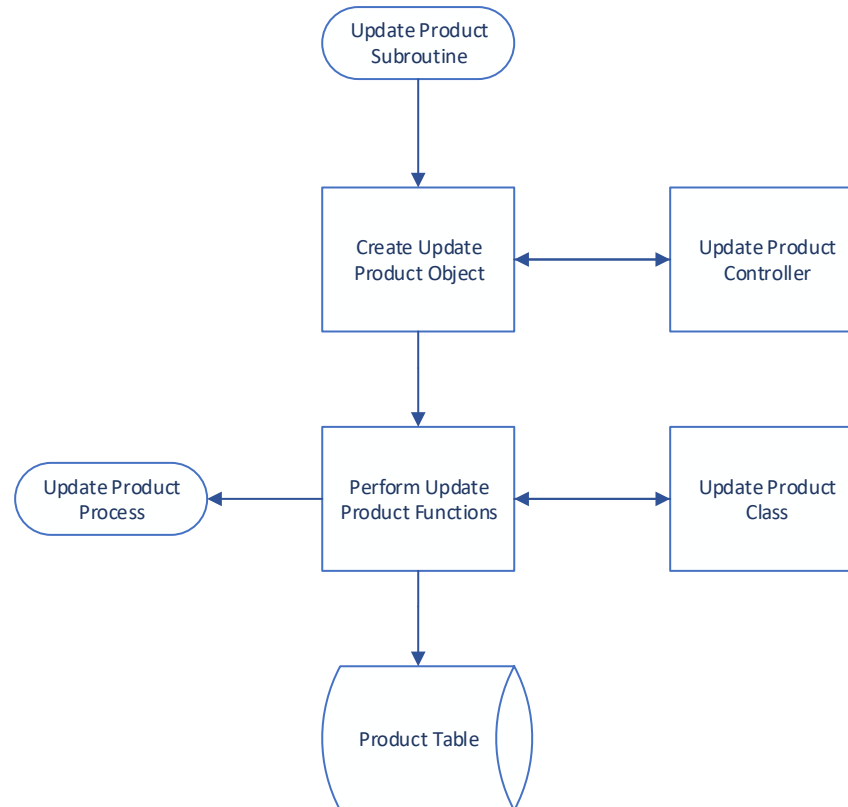 Update Product
Subroutine
Create Update
Product Object
Update Product
Controller
Update Product
Process
Perform Update
Product Functions
Update Product
Class
Product Table